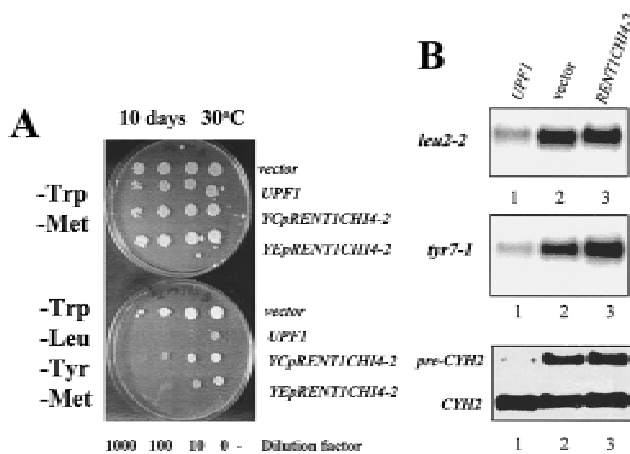 A
10 days 30°C
-Trp
-Met
vector
UPF1
YCpRENT1CHI4-2
YEpRENT1CHI4-2
-Trp
-Leu
-Tyr
-Met
vector
UPF1
YCpRENT1CHI4-2
YEpRENT1CHI4-2
1000 100 10 0 - Dilution factor
B
UPF1 vector RENT1CHI4-2
leu2-2
1 2 3
tyr7-1
1 2 3
pre-CYH2
CYH2
1 2 3